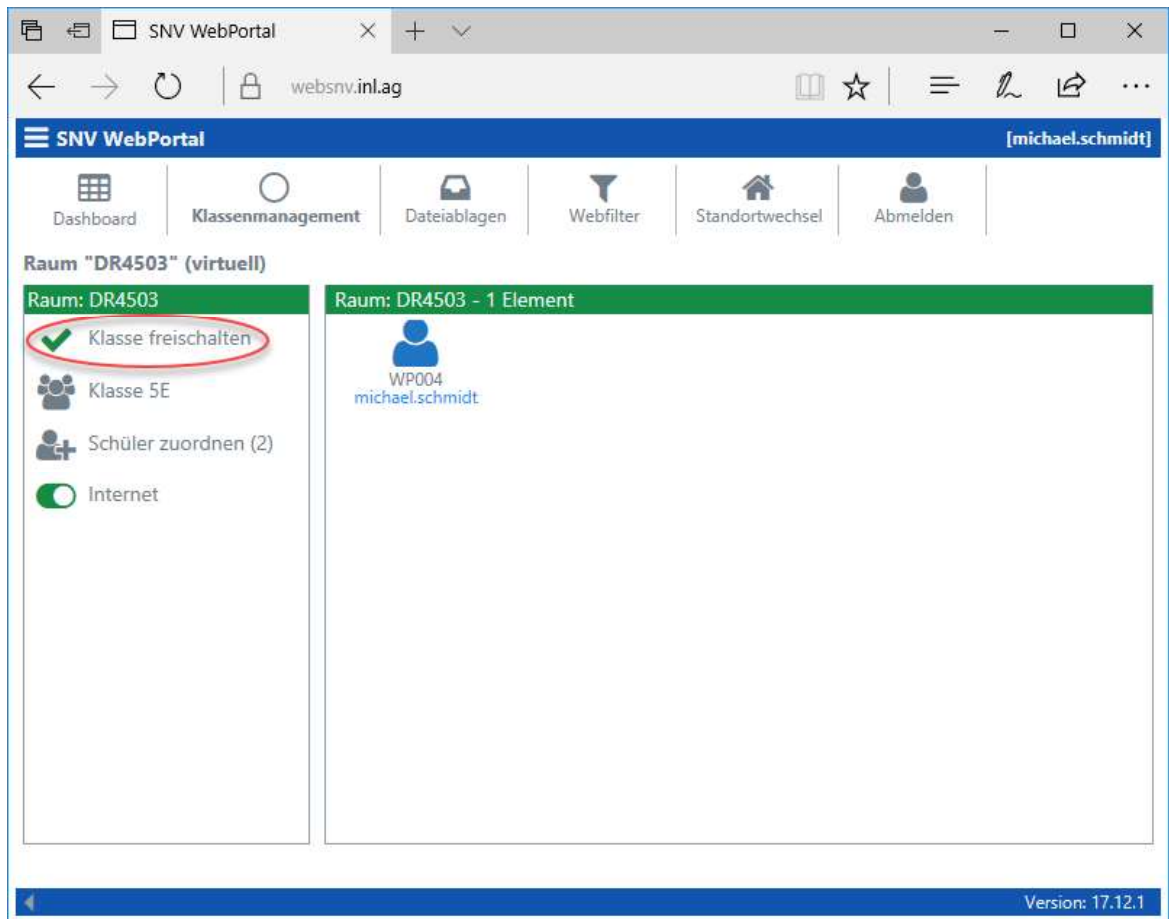 SNV WebPortal
websnv.inl.ag
SNV WebPortal [michael.schmidt]
Dashboard Klassenmanagement Dateiablagen Webfilter Standortwechsel Abmelden
Raum "DR4503" (virtuell)
Raum: DR4503
Klasse freischalten
Klasse 5E
Schüler zuordnen (2)
Internet
Raum: DR4503 - 1 Element
WP004
michael.schmidt
Version: 17.12.1